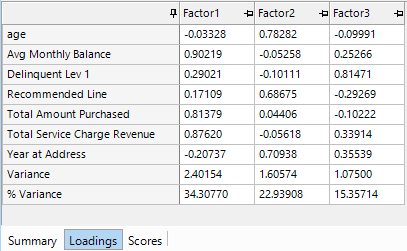 Factor1 Factor2 Factor3
age -0.03328 0.78282 -0.09991
Avg Monthly Balance 0.90219 -0.05258 0.25266
Delinquent Lev 1 0.29021 -0.10111 0.81471
Recommended Line 0.17109 0.68675 -0.29269
Total Amount Purchased 0.81379 0.04406 -0.10222
Total Service Charge Revenue 0.87620 -0.05618 0.33914
Year at Address -0.20737 0.70938 0.35539
Variance 2.40154 1.60574 1.07500
% Variance 34.30770 22.93908 15.35714
Summary Loadings Scores